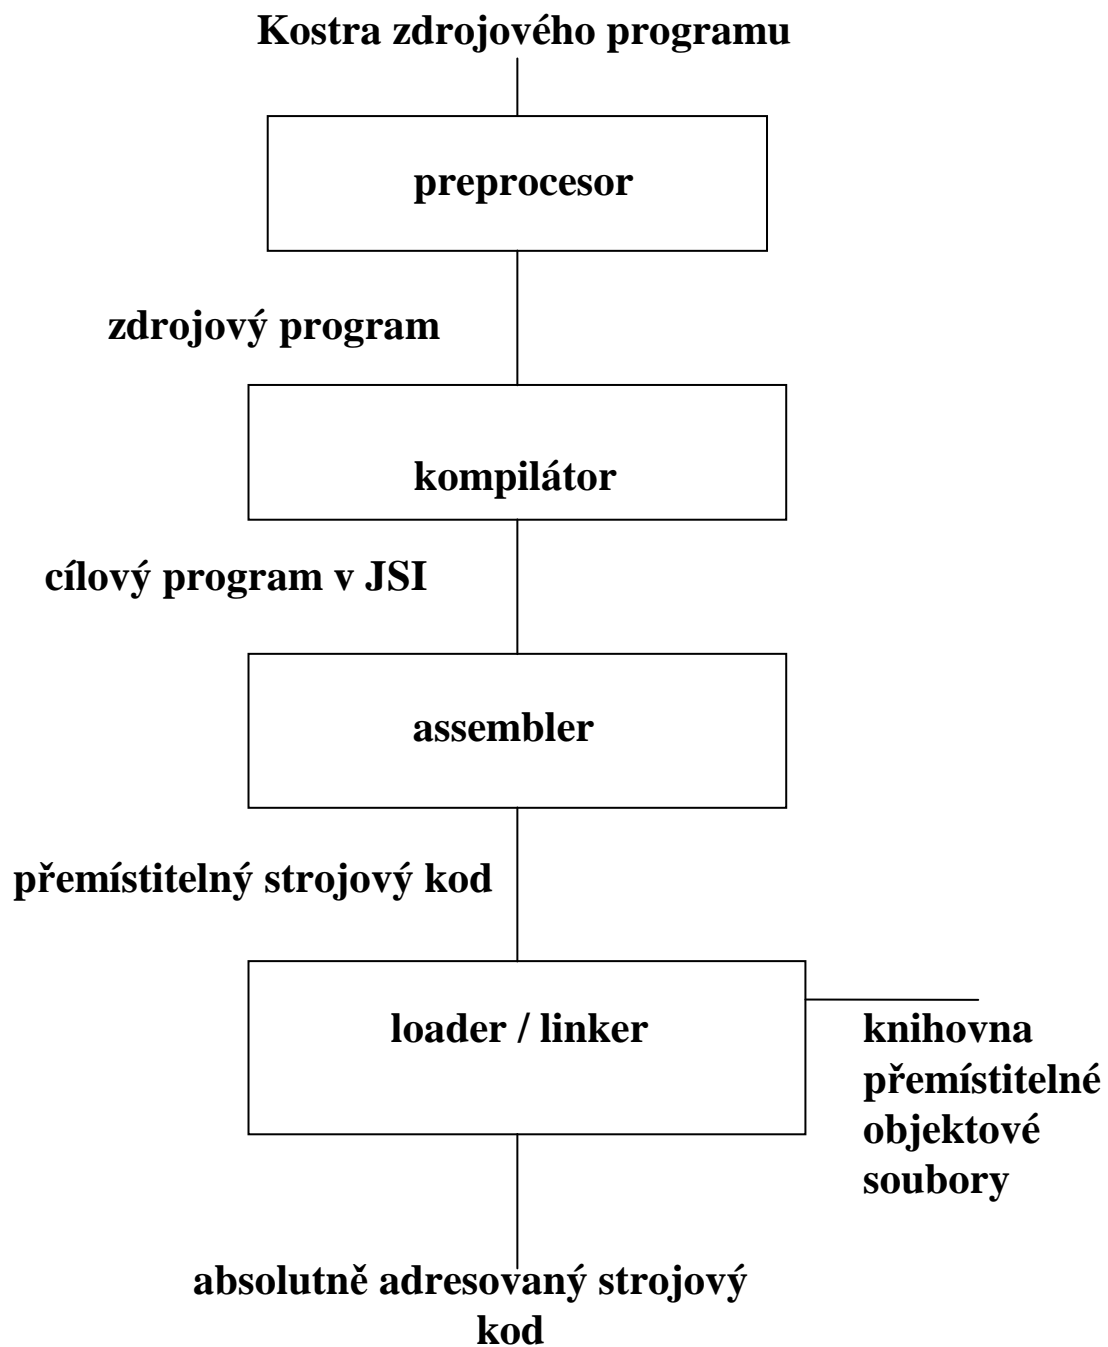 Kostra zdrojového programu
preprocesor
zdrojový program
kompilátor
cílový program v JSI
assembler
přemístitelný strojový kod
loader / linker
knihovna
přemístitelné
objektové
soubory
absolutně adresovaný strojový
kod